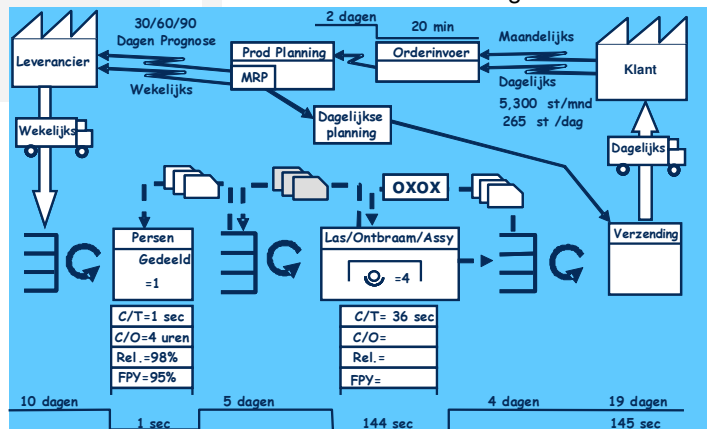 2 dagen
20 min
30/60/90
Dagen Prognose
Wekelijks
Leverancier
Prod Planning
MRP
Orderinvoer
Maandelijks
Dagelijks
5,300 st/mnd
265 st /dag
Klant
Wekelijks
Dagelijkse
planning
Dagelijks
OXOX
Persen
Gedeeld
=1
Las/Ontbraam/Assy
=4
Verzending
C/T=1 sec
C/O=4 uren
Rel.=98%
FPY=95%
C/T= 36 sec
C/O=
Rel.=
FPY=
10 dagen
5 dagen
4 dagen
19 dagen
1 sec
144 sec
145 sec